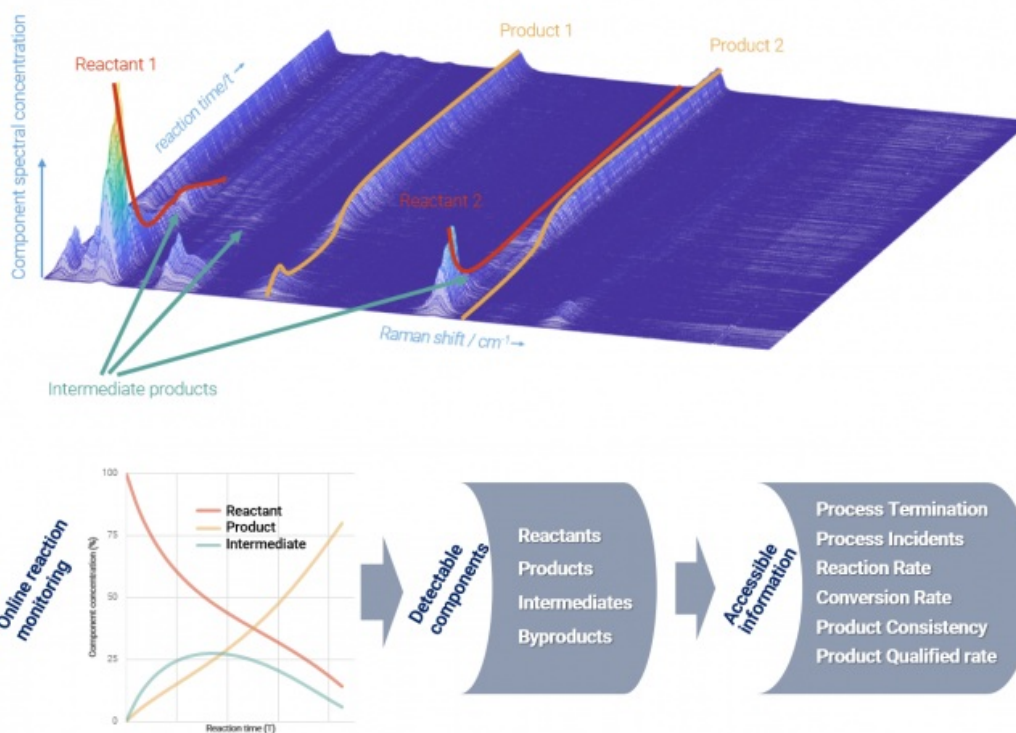 Product 1
Product 2
Reactant 1
reaction time/t →
Component spectral concentration
Reactant 2
Raman shift / cm⁻¹→
Intermediate products
Online reaction
monitoring
Component concentration (%)
100
75
50
25
0
Reactant
Product
Intermediate
Reaction time (T)
Detectable
components
Reactants
Products
Intermediates
Byproducts
Accessible
information
Process Termination
Process Incidents
Reaction Rate
Conversion Rate
Product Consistency
Product Qualified rate